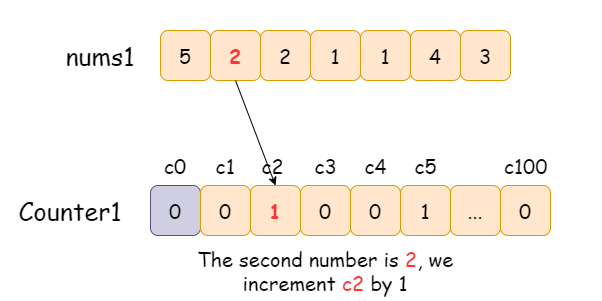 nums1 5 2 2 1 1 4 3
c0 c1 c2 c3 c4 c5 c100
Counter1 0 0 1 0 0 1 ... 0
The second number is 2, we
increment c2 by 1